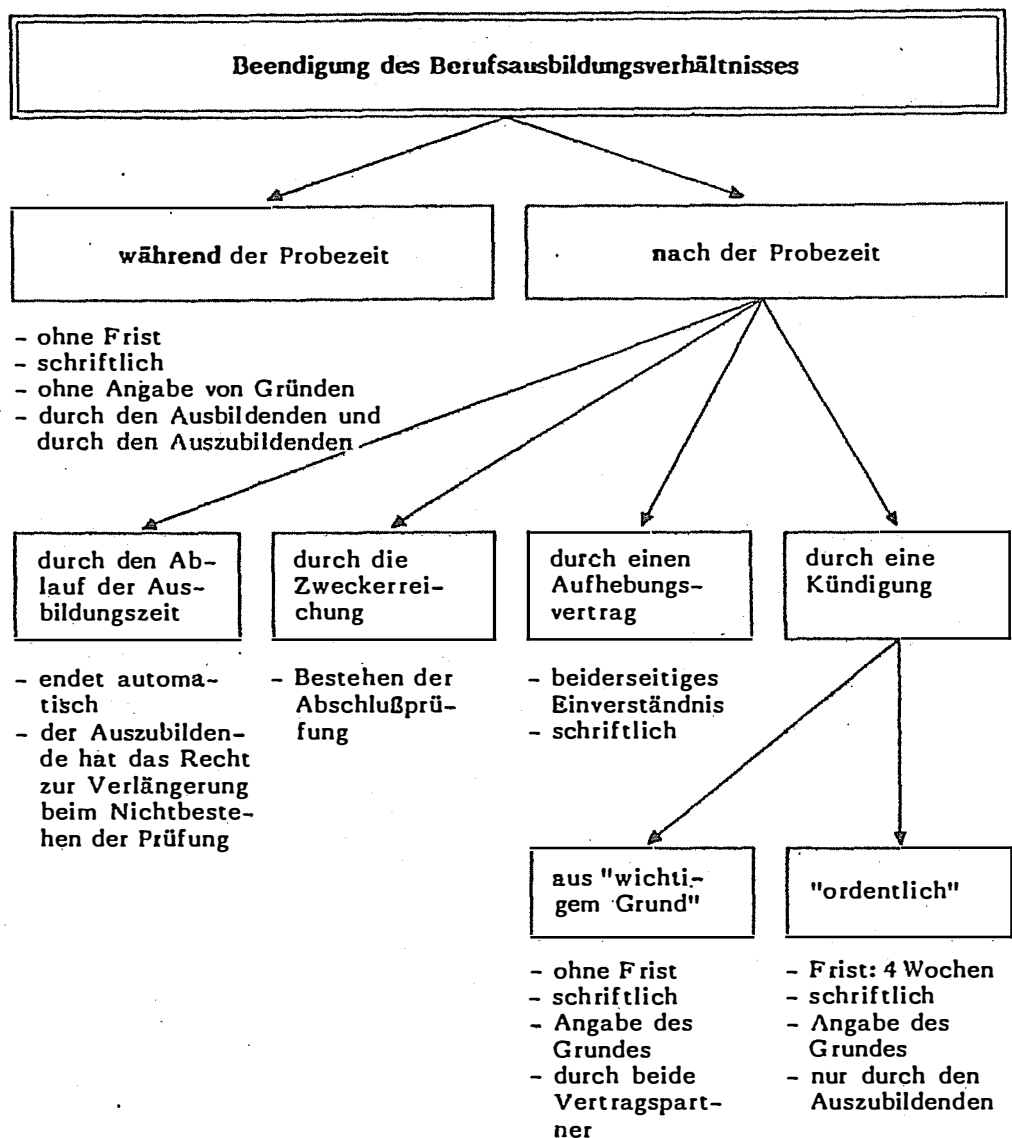 Beendigung des Berufsausbildungsverhältnisses
während der Probezeit
- ohne Frist
- schriftlich
- ohne Angabe von Gründen
- durch den Ausbildenden und
durch den Auszubildenden
nach der Probezeit
durch den Ab-
lauf der Aus-
bildungszeit
- endet automa-
tisch
- der Auszubilden-
de hat das Recht
zur Verlängerung
beim Nichtbeste-
hen der Prüfung
durch die
Zweckerrei-
chung
- Bestehen der
Abschlußprü-
fung
durch einen
Aufhebungs-
vertrag
- beiderseitiges
Einverständnis
- schriftlich
durch eine
Kündigung
aus "wichti-
gem Grund"
- ohne Frist
- schriftlich
- Angabe des
Grundes
- durch beide
Vertragspart-
ner
"ordentlich"
- Frist: 4 Wochen
- schriftlich
- Angabe des
Grundes
- nur durch den
Auszubildenden